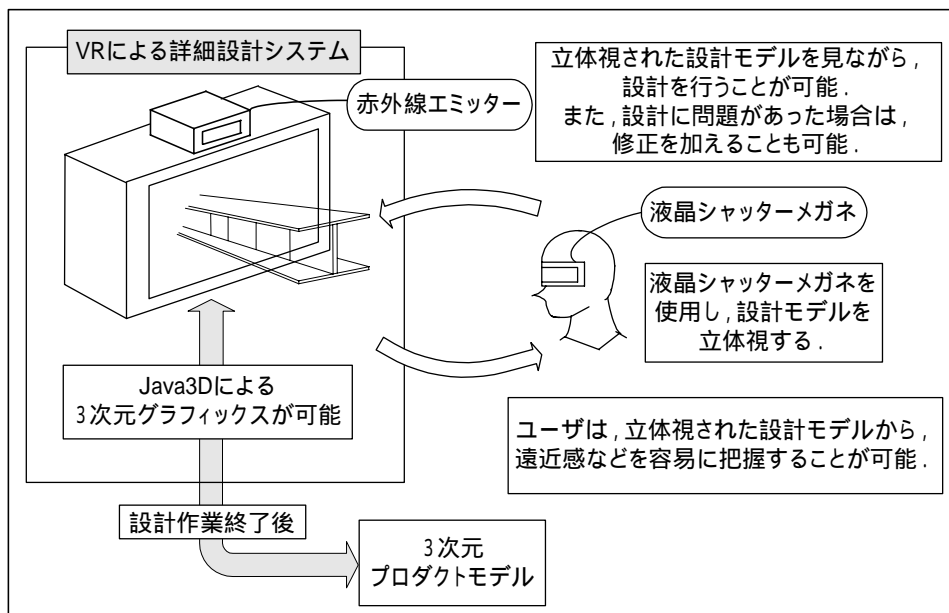 VRによる詳細設計システム
赤外線エミッター
立体視された設計モデルを見ながら,
設計を行うことが可能.
また,設計に問題があった場合は,
修正を加えることも可能.
液晶シャッターメガネ
液晶シャッターメガネを
使用し,設計モデルを
立体視する.
Java3Dによる
3次元グラフィックスが可能
ユーザは,立体視された設計モデルから,
遠近感などを容易に把握することが可能.
設計作業終了後
3次元
プロダクトモデル